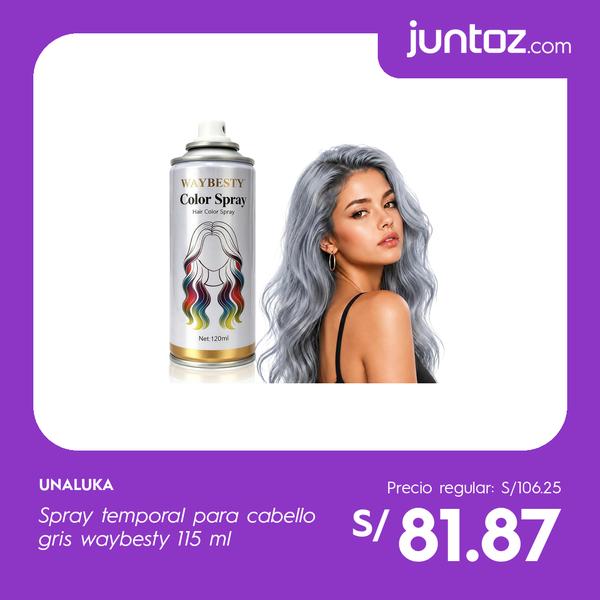 juntoz.com
WAYBESTY
Color Spray
Hair Color Spray
Net:120ml
UNALUKA
Spray temporal para cabello
gris waybesty 115 ml
Precio regular: S/106.25
S/81.87